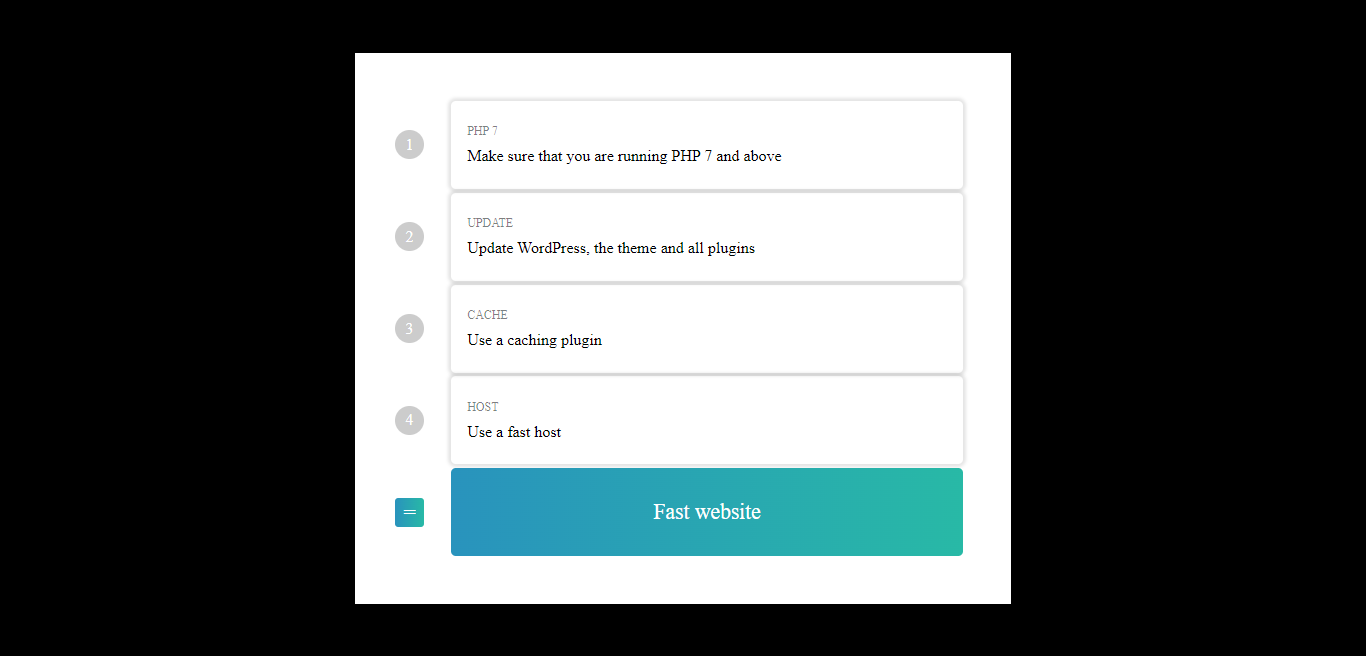 1
PHP 7
Make sure that you are running PHP 7 and above
2
UPDATE
Update WordPress, the theme and all plugins
3
CACHE
Use a caching plugin
4
HOST
Use a fast host
=
Fast website